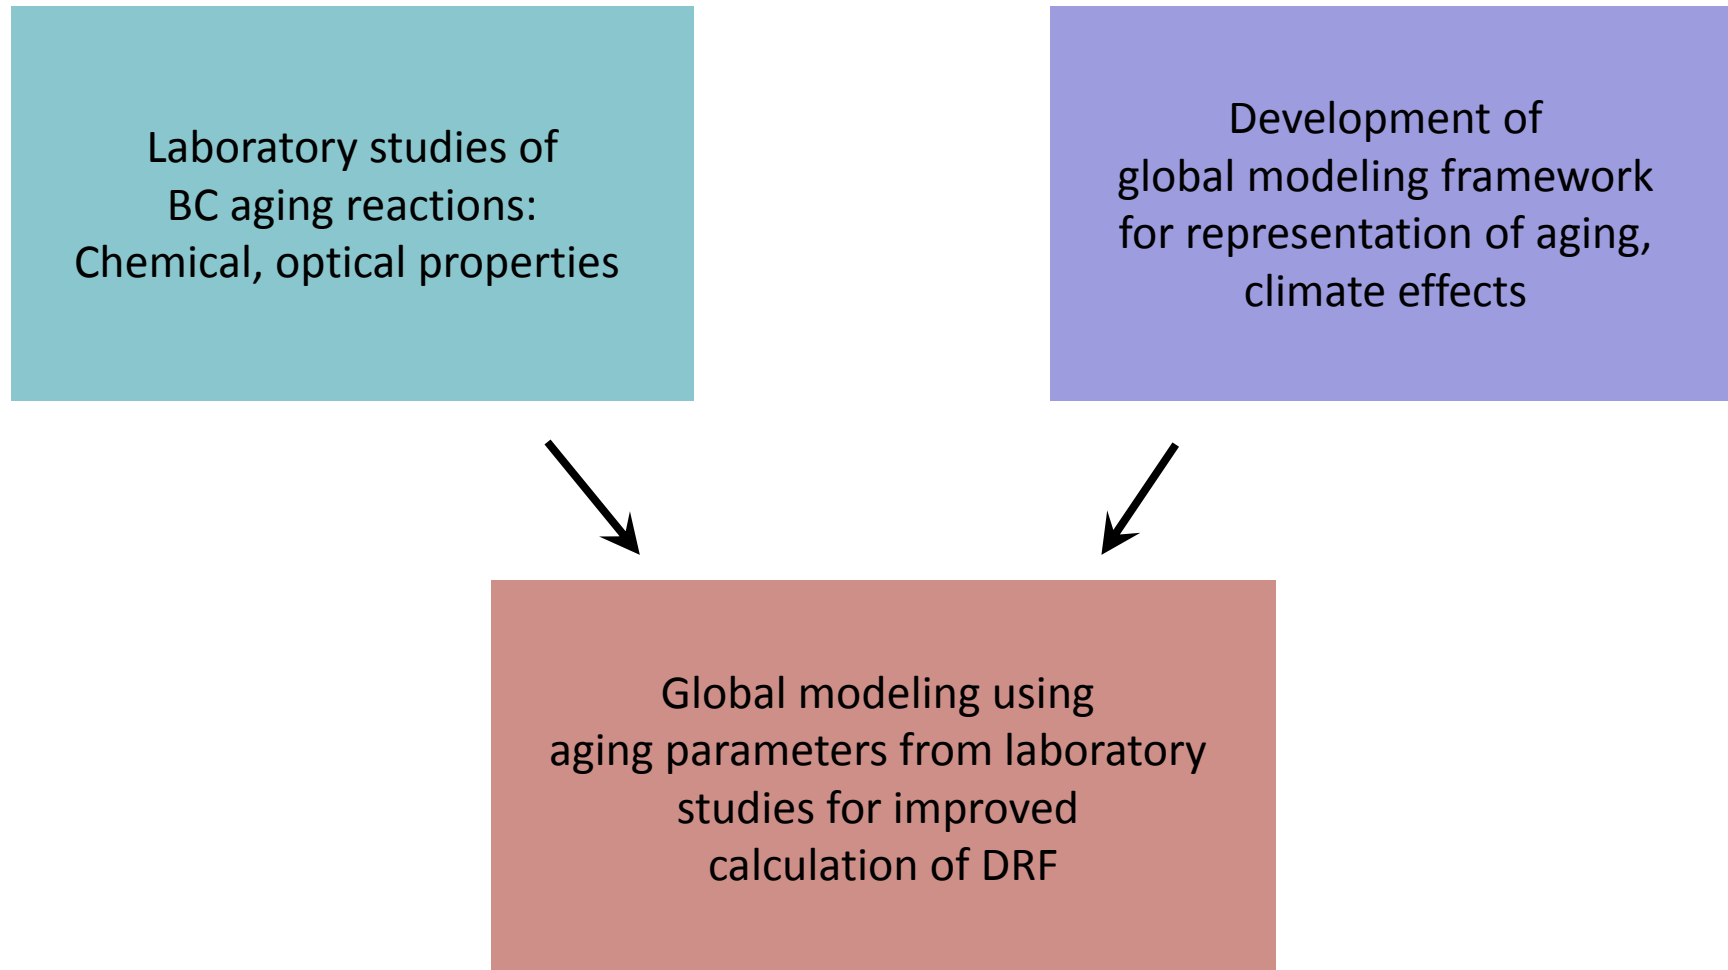 Laboratory studies of
BC aging reactions:
Chemical, optical properties
Development of
global modeling framework
for representation of aging,
climate effects
Global modeling using
aging parameters from laboratory
studies for improved
calculation of DRF